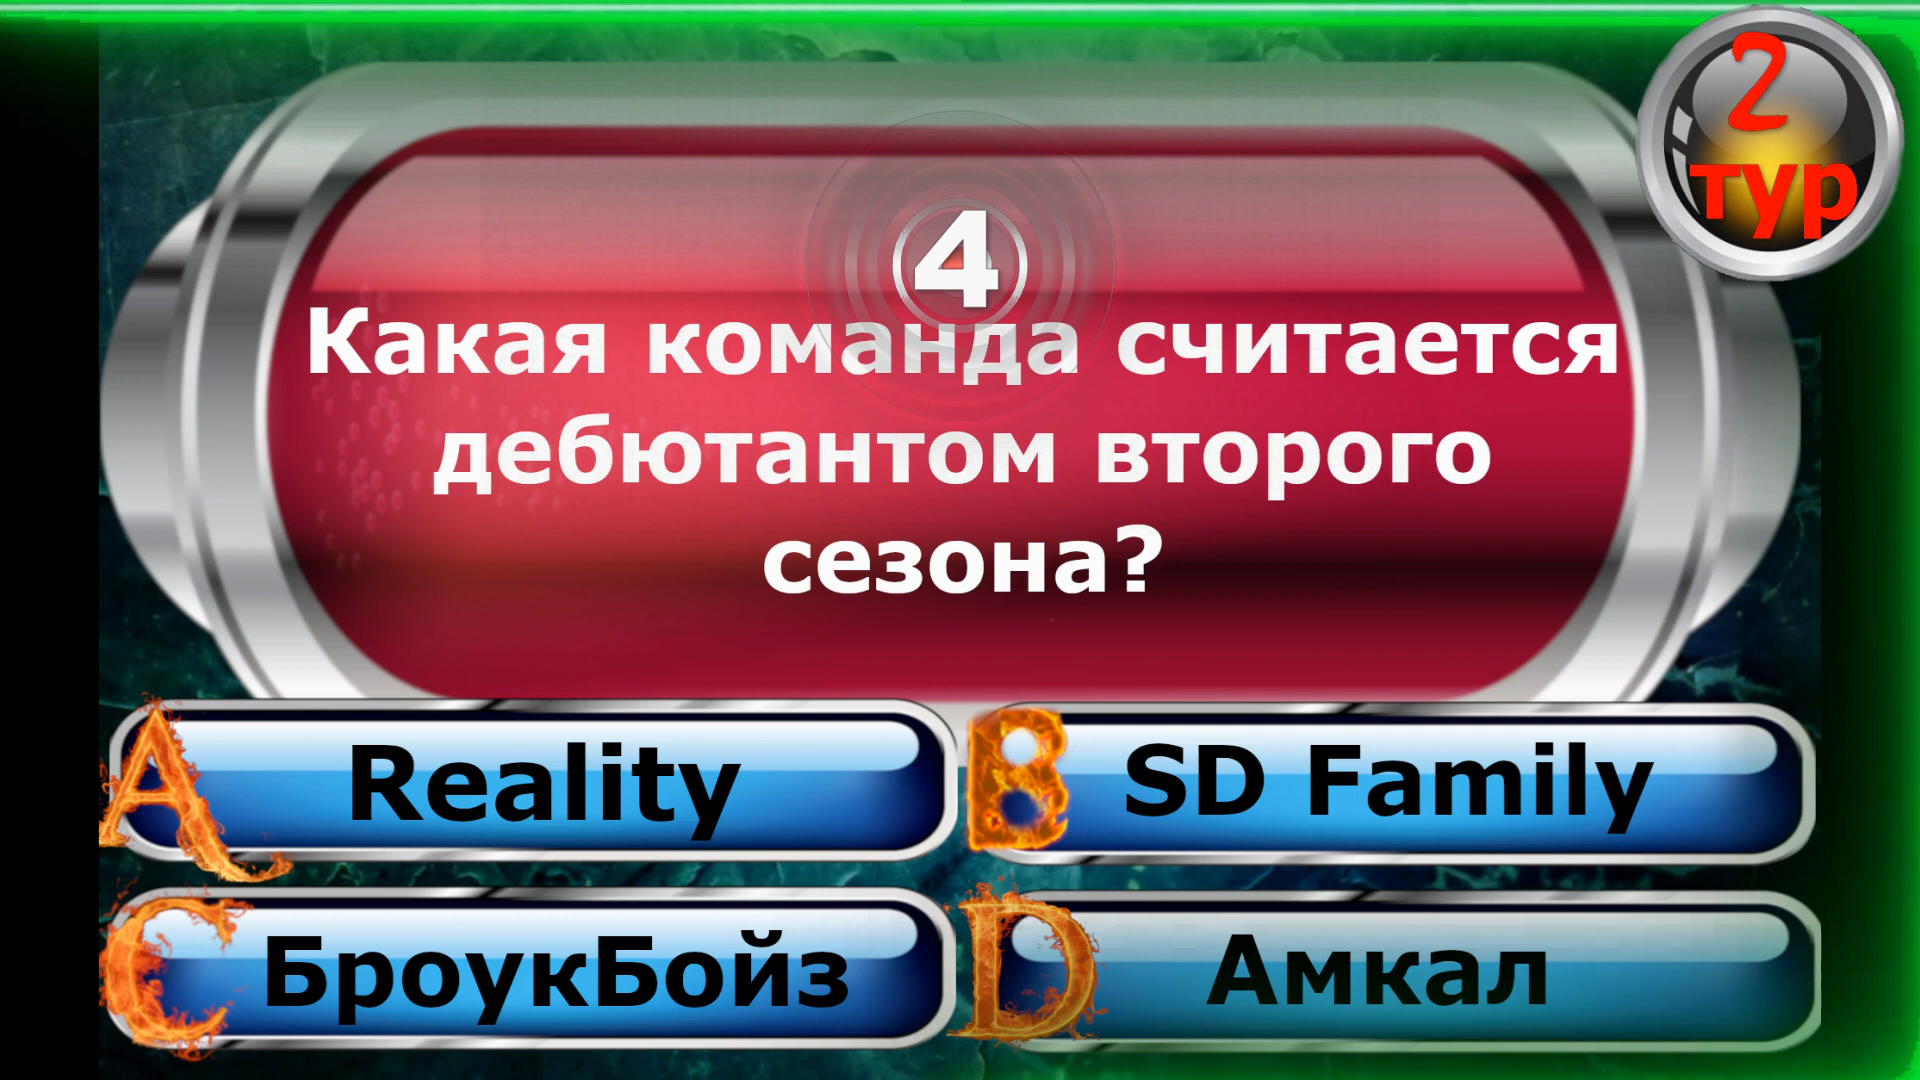 2
тур
4
Какая команда считается
дебютантом второго
сезона?
A Reality
B SD Family
C БроукБойз
D Амкал